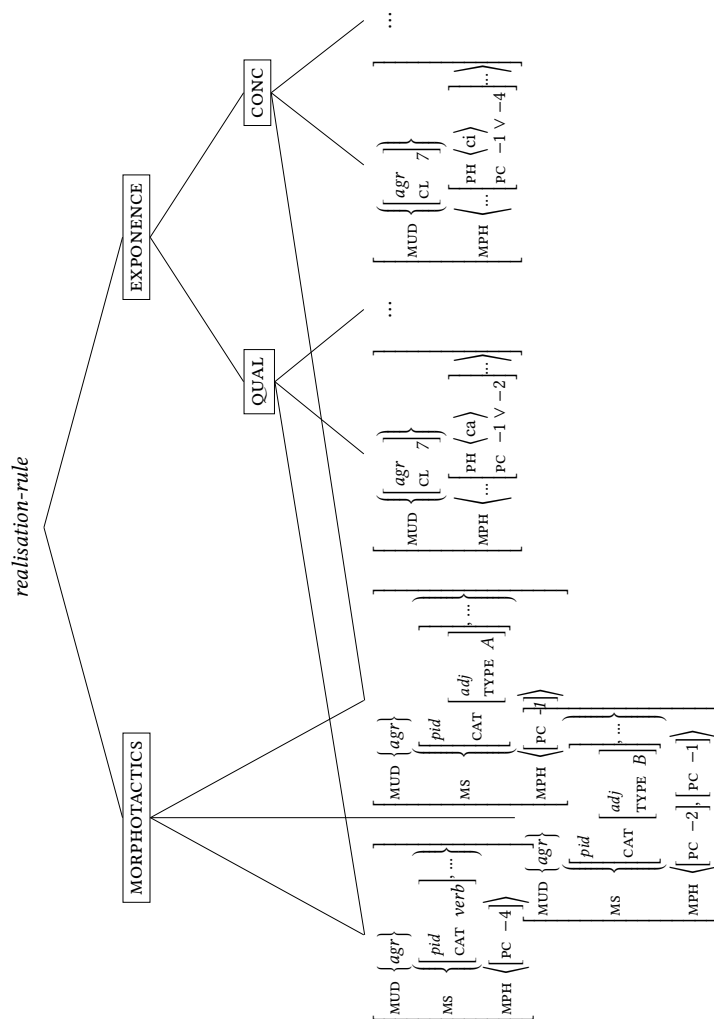 realisation-rule
MORPHOTACTICS
EXPONENCE
QUAL
CONC
MUD { agr }
MS { [ pid
CAT verb ] , ... }
MPH ⟨ [ PC −4 ] ⟩
MUD { agr }
MS { [ pid
CAT [ adj
TYPE B ] ] , ... }
MPH ⟨ [ PC −2 ] , [ PC −1 ] ⟩
MUD { agr }
MS { [ pid
CAT [ adj
TYPE A ] ] , ... }
MPH ⟨ [ PC -1 ] ⟩
MUD { [ agr
CL 7 ] }
MPH ⟨ ... [ PH ⟨ca⟩
PC −1 ∨ −2 ] ... ⟩
...
MUD { [ agr
CL 7 ] }
MPH ⟨ ... [ PH ⟨ci⟩
PC −1 ∨ −4 ] ... ⟩
...